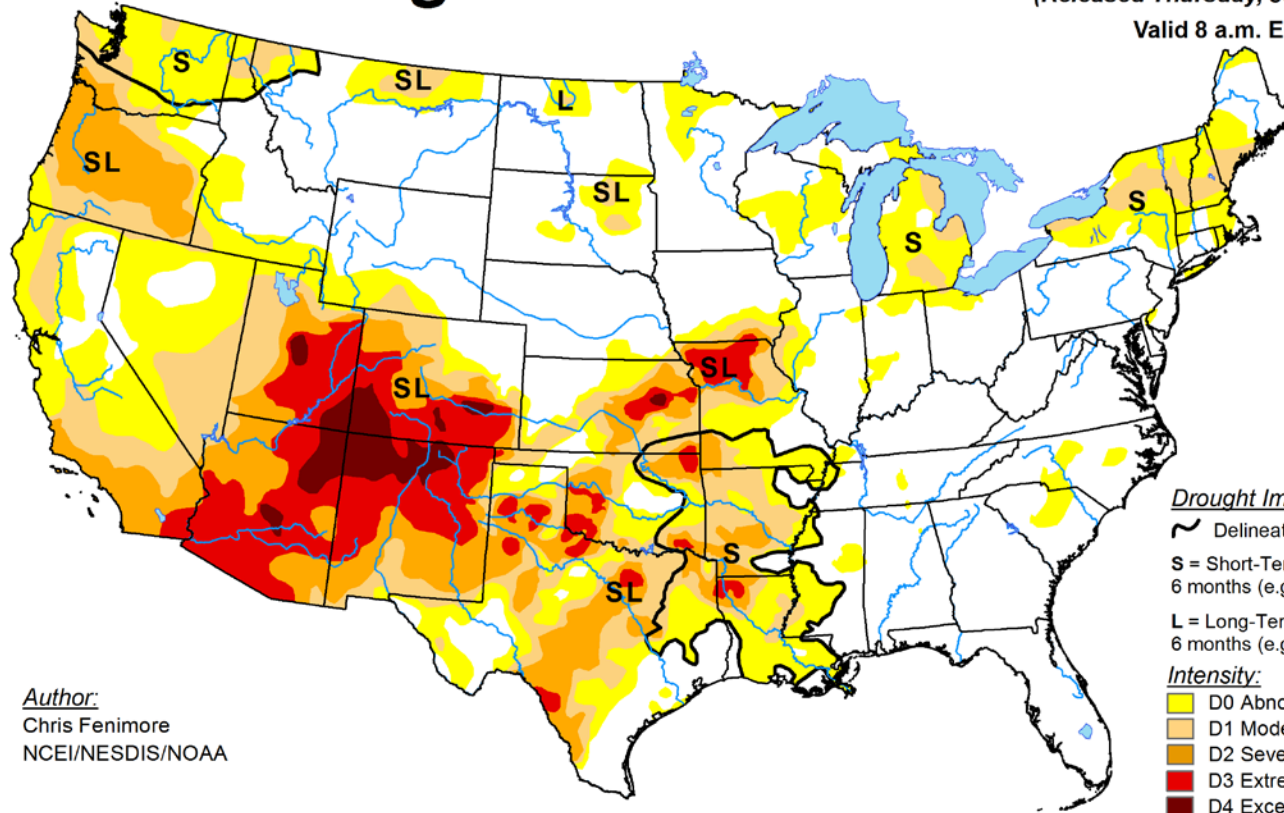 Valid 8 a.m. E
S
SL
L
SL
SL
S
S
SL
SL
S
SL
Author:
Chris Fenimore
NCEI/NESDIS/NOAA
Drought Im
Delineat
S = Short-Ter
6 months (e.g
L = Long-Ter
6 months (e.g
Intensity:
D0 Abno
D1 Mode
D2 Seve
D3 Extre
D4 Exce